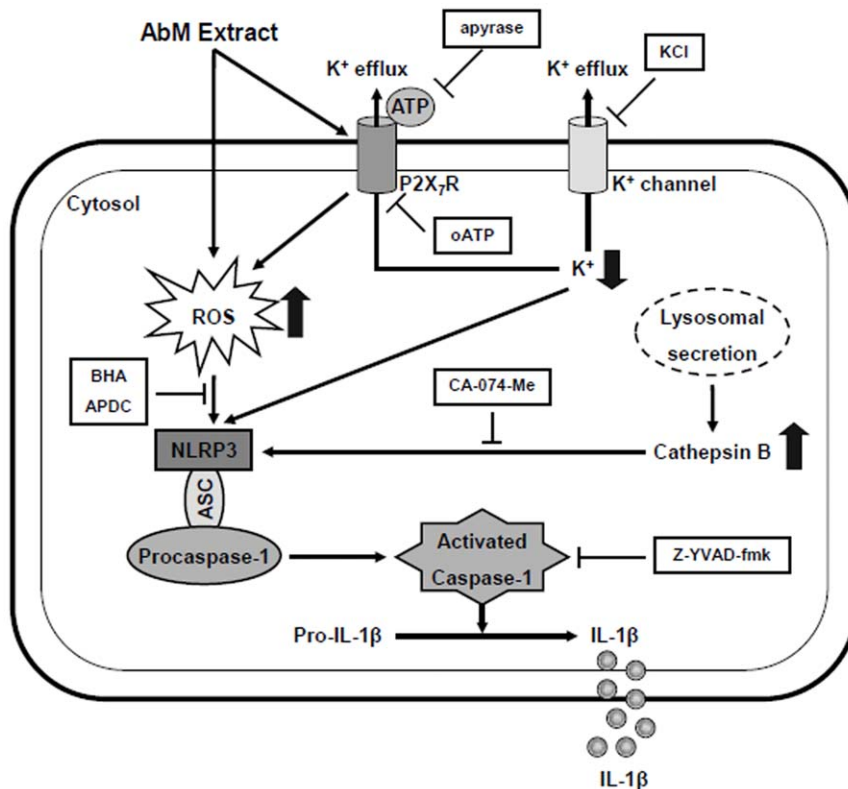 AbM Extract
apyrase
K⁺ efflux
K⁺ efflux
KCl
ATP
Cytosol
P2X₇R
K⁺ channel
oATP
K⁺
ROS
Lysosomal
secretion
BHA
APDC
CA-074-Me
NLRP3
Cathepsin B
ASC
Procaspase-1
Activated
Caspase-1
Z-YVAD-fmk
Pro-IL-1β
IL-1β
IL-1β